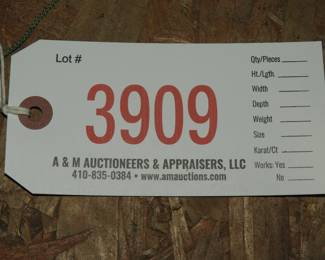 Lot #
3909
A & M AUCTIONEERS & APPRAISERS, LLC
410-835-0384 • www.amauctions.com
Qty/Pieces
Ht./Lgth.
Width
Depth
Weight
Size
Karat/Ct
Works: Yes
No